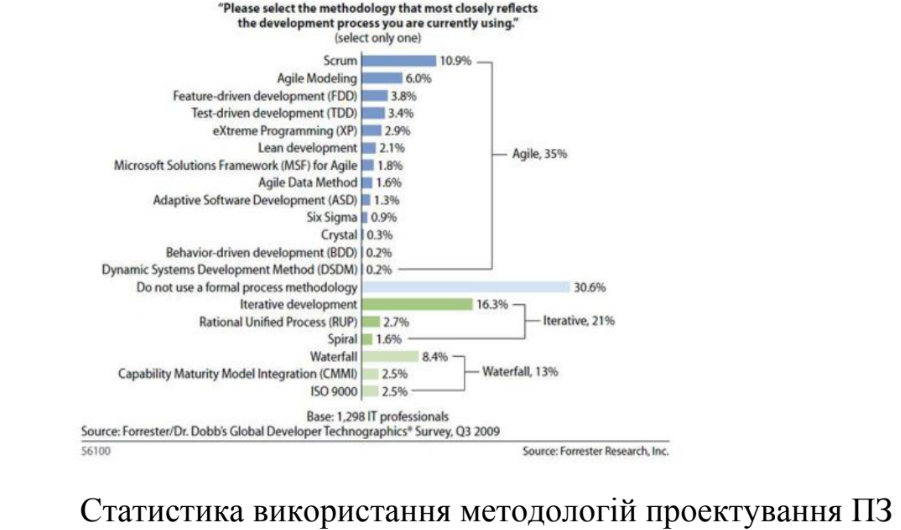 "Please select the methodology that most closely reflects
the development process you are currently using."
(select only one)
Scrum 10.9%
Agile Modeling 6.0%
Feature-driven development (FDD) 3.8%
Test-driven development (TDD) 3.4%
eXtreme Programming (XP) 2.9%
Lean development 2.1%
Agile, 35%
Microsoft Solutions Framework (MSF) for Agile 1.8%
Agile Data Method 1.6%
Adaptive Software Development (ASD) 1.3%
Six Sigma 0.9%
Crystal 0.3%
Behavior-driven development (BDD) 0.2%
Dynamic Systems Development Method (DSDM) 0.2%
Do not use a formal process methodology 30.6%
Iterative development 16.3%
Rational Unified Process (RUP) 2.7% Iterative, 21%
Spiral 1.6%
Waterfall 8.4%
Capability Maturity Model Integration (CMMI) 2.5% Waterfall, 13%
ISO 9000 2.5%
Base: 1,298 IT professionals
Source: Forrester/Dr. Dobb's Global Developer Technographics® Survey, Q3 2009
56100 Source: Forrester Research, Inc.
Статистика використання методологій проектування ПЗ